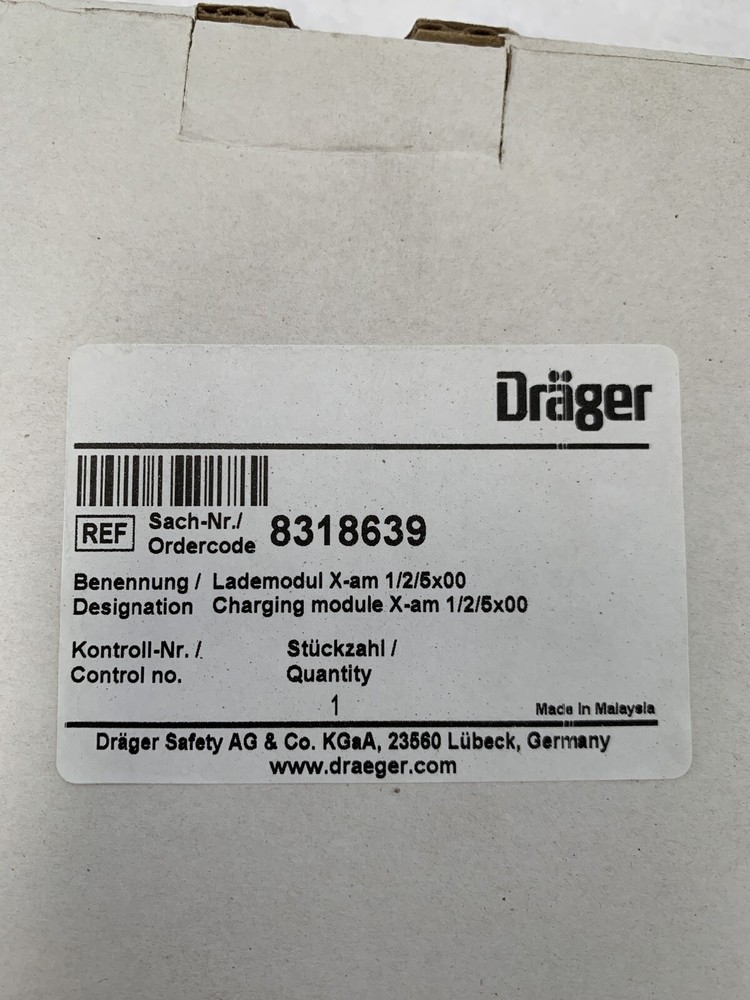 Dräger
REF Sach-Nr./ Ordercode 8318639
Benennung / Lademodul X-am 1/2/5x00
Designation Charging module X-am 1/2/5x00
Kontroll-Nr. / Stückzahl /
Control no. Quantity
1 Made in Malaysia
Dräger Safety AG & Co. KGaA, 23560 Lübeck, Germany
www.draeger.com